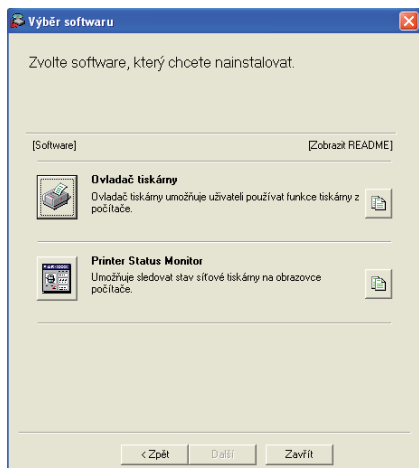 Výběr softwaru
Zvolte software, který chcete nainstalovat.
[Software] [Zobrazit README]
Ovladač tiskárny
Ovladač tiskárny umožňuje uživateli používat funkce tiskárny z
počítače.
Printer Status Monitor
Umožňuje sledovat stav síťové tiskárny na obrazovce
počítače.
< Zpět Další Zavřít